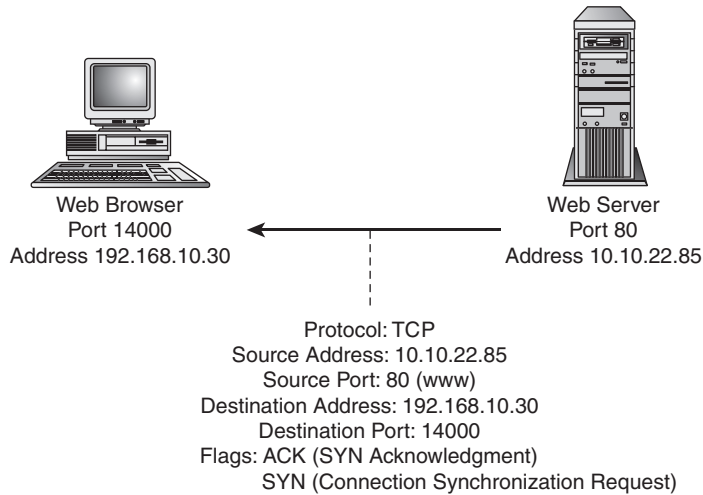 Web Browser
Port 14000
Address 192.168.10.30
Web Server
Port 80
Address 10.10.22.85
Protocol: TCP
Source Address: 10.10.22.85
Source Port: 80 (www)
Destination Address: 192.168.10.30
Destination Port: 14000
Flags: ACK (SYN Acknowledgment)
SYN (Connection Synchronization Request)